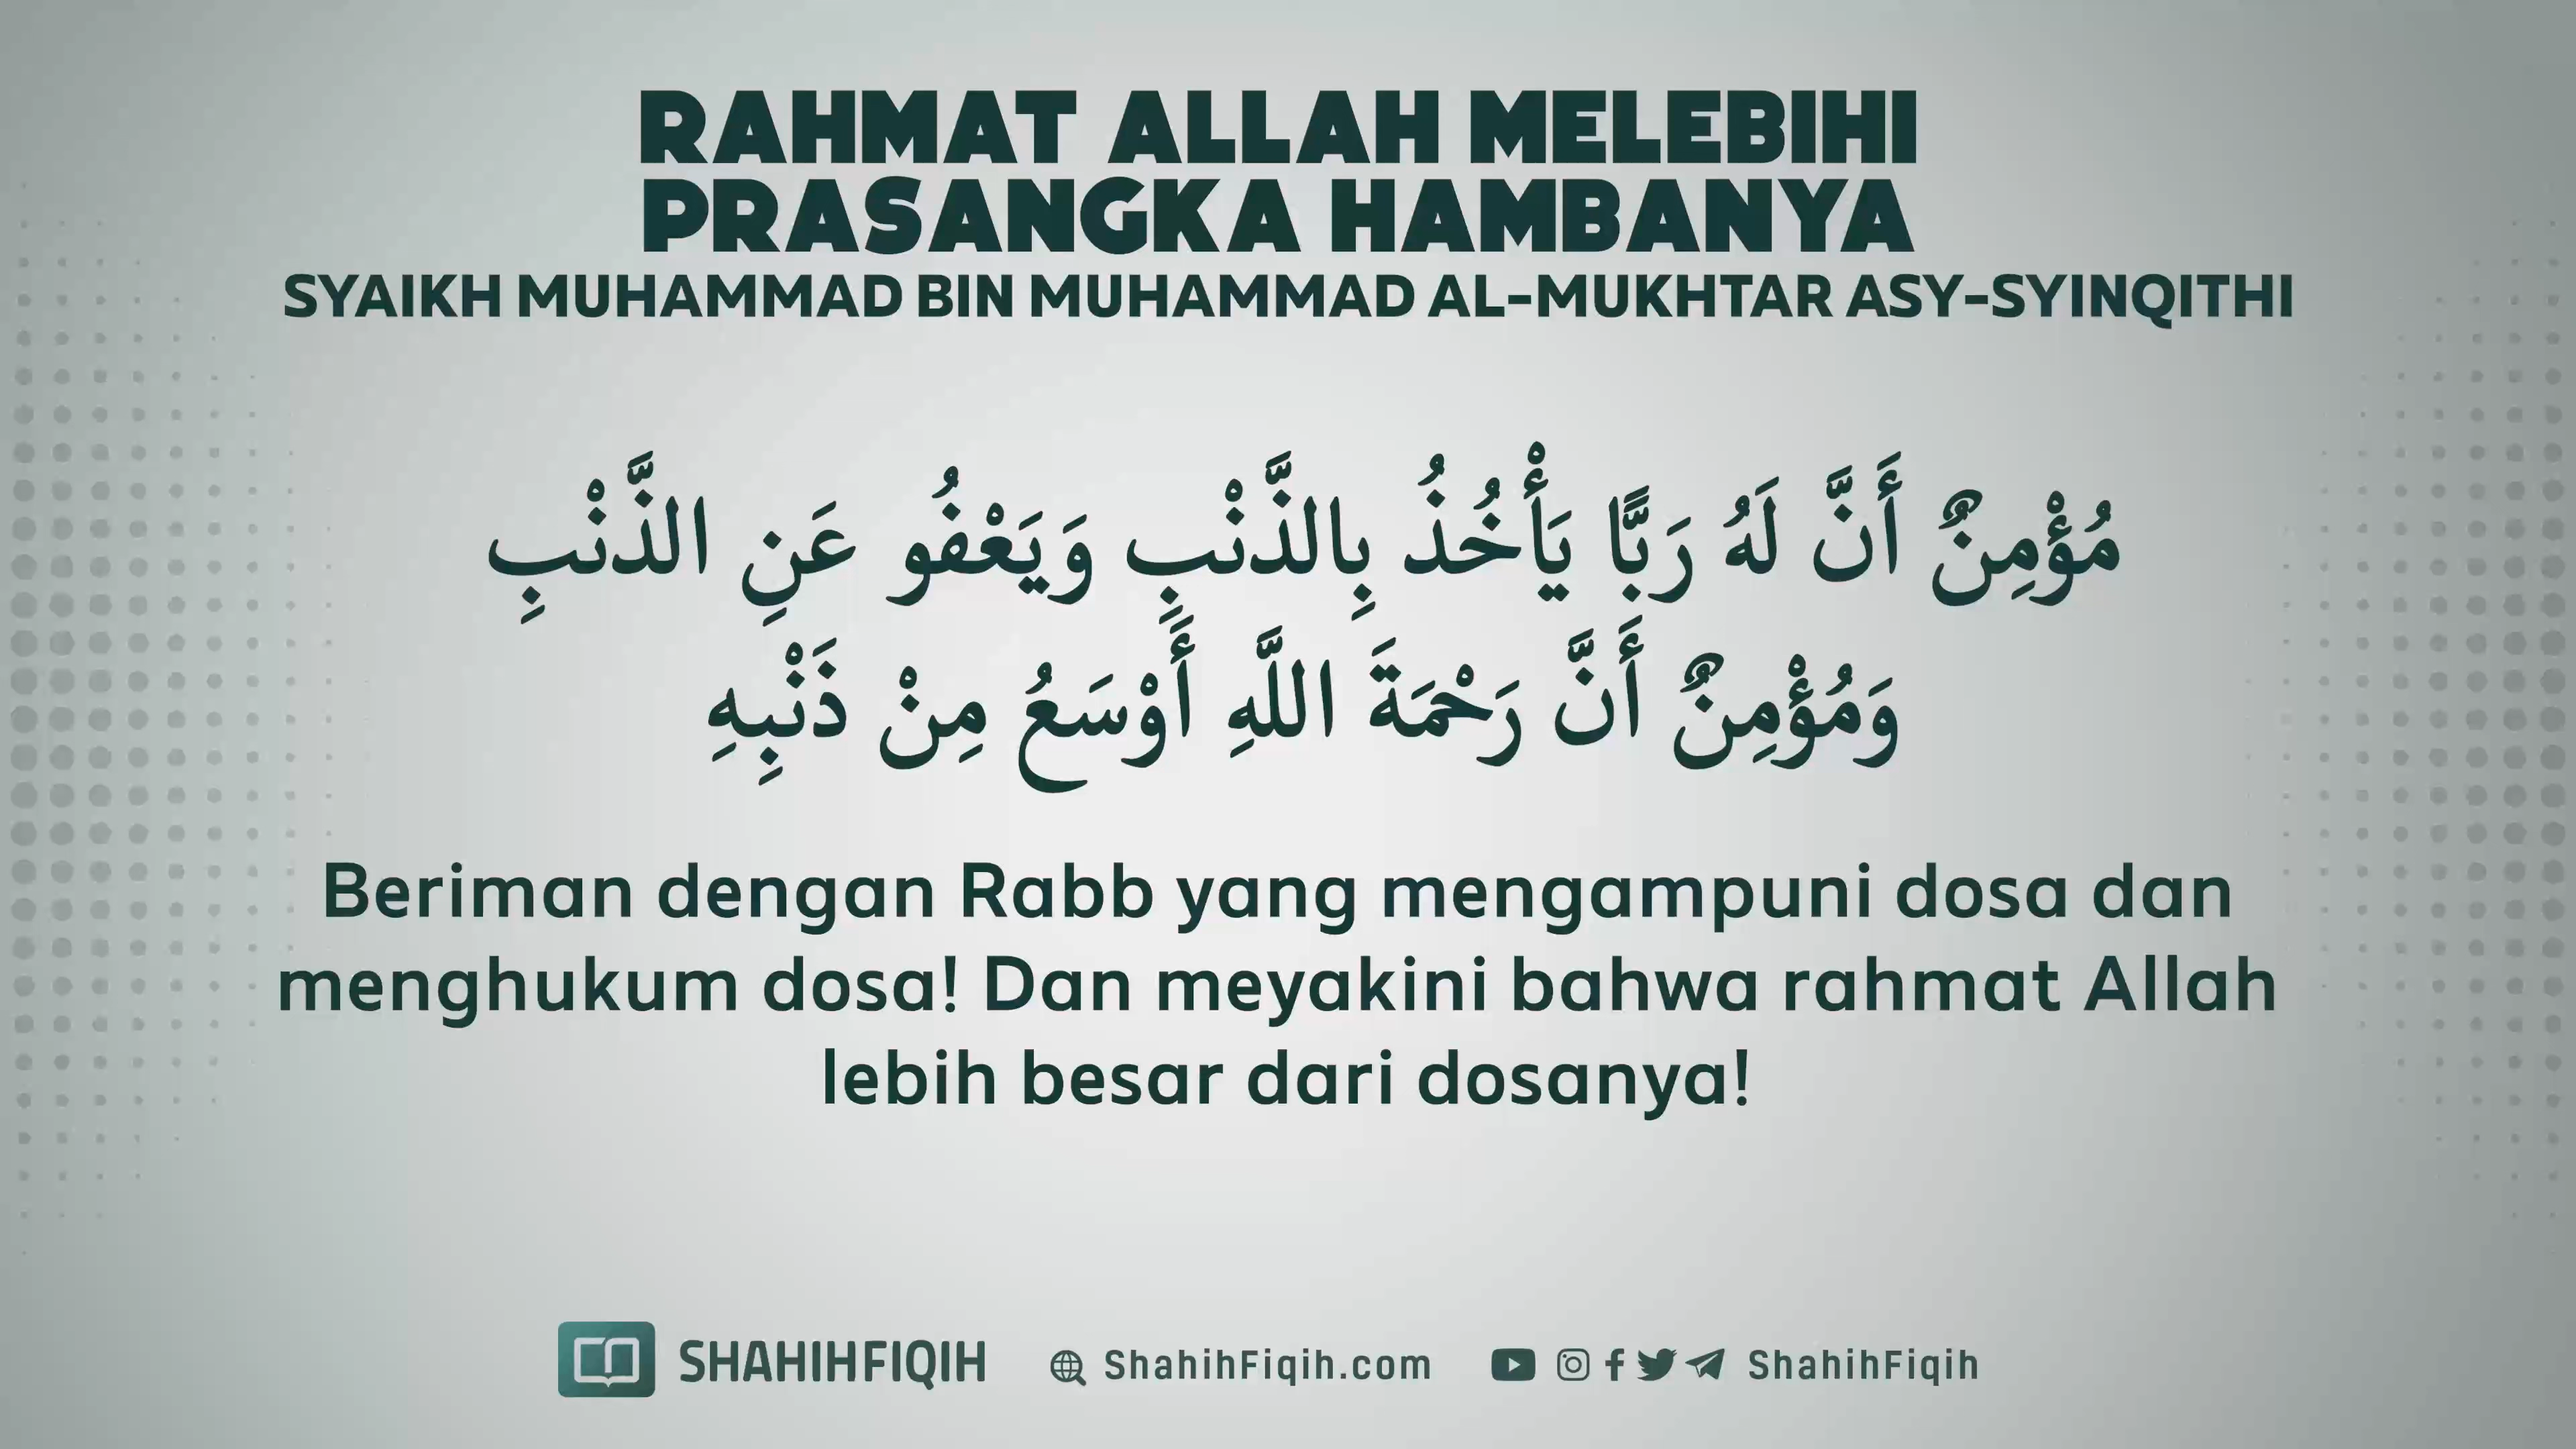 RAHMAT ALLAH MELEBIHI
PRASANGKA HAMBANYA
SYAIKH MUHAMMAD BIN MUHAMMAD AL-MUKHTAR ASY-SYINQITHI
مُؤْمِنٌ أَنَّ لَهُ رَبًّا يَأْخُذُ بِالذَّنْبِ وَيَعْفُو عَنِ الذَّنْبِ
وَمُؤْمِنٌ أَنَّ رَحْمَةَ اللَّهِ أَوْسَعُ مِنْ ذَنْبِهِ
Beriman dengan Rabb yang mengampuni dosa dan
menghukum dosa! Dan meyakini bahwa rahmat Allah
lebih besar dari dosanya!
SHAHIHFIQIH ShahihFiqih.com ShahihFiqih